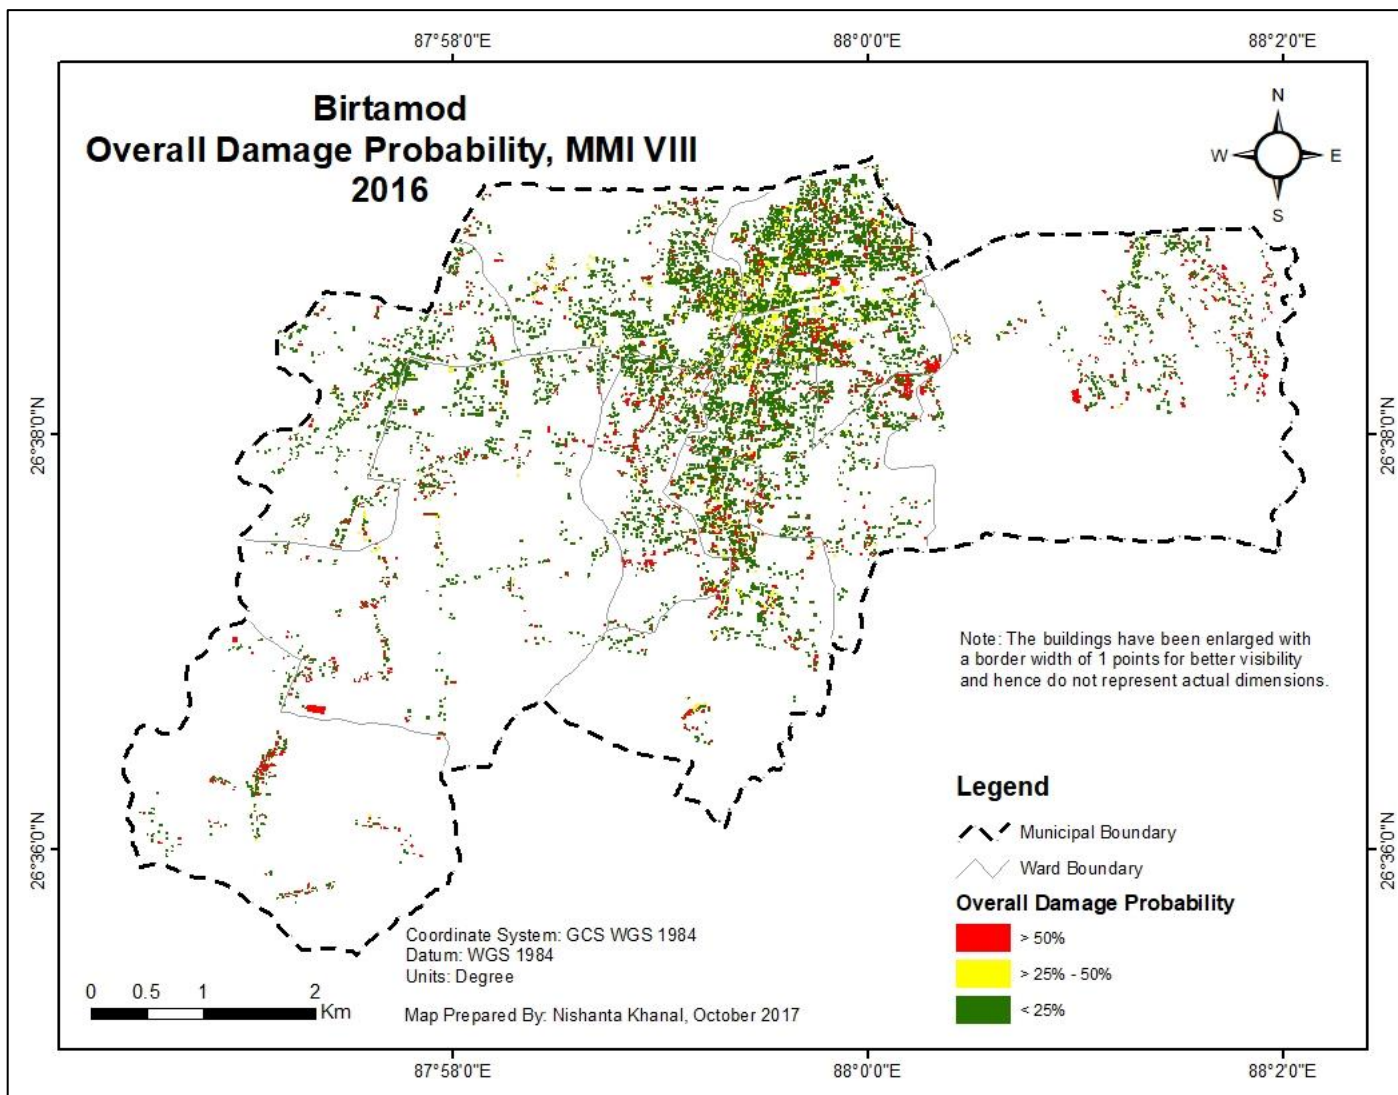 87°58'0"E
88°0'0"E
88°2'0"E
Birtamod
Overall Damage Probability, MMI VIII
2016
N
W
E
S
26°38'0"N
26°38'0"N
Note: The buildings have been enlarged with
a border width of 1 points for better visibility
and hence do not represent actual dimensions.
Legend
Municipal Boundary
Ward Boundary
Overall Damage Probability
> 50%
> 25% - 50%
< 25%
26°36'0"N
26°36'0"N
Coordinate System: GCS WGS 1984
Datum: WGS 1984
Units: Degree
Map Prepared By: Nishanta Khanal, October 2017
0 0.5 1 2
Km
87°58'0"E
88°0'0"E
88°2'0"E